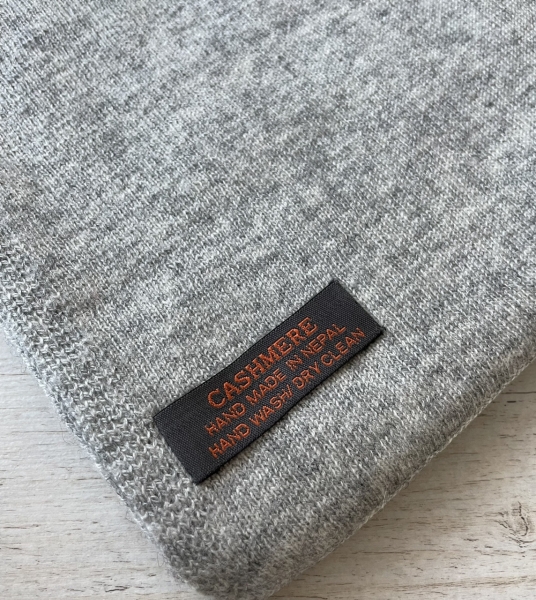 CASHMERE
HAND MADE IN NEPAL
HAND WASH/ DRY CLEAN